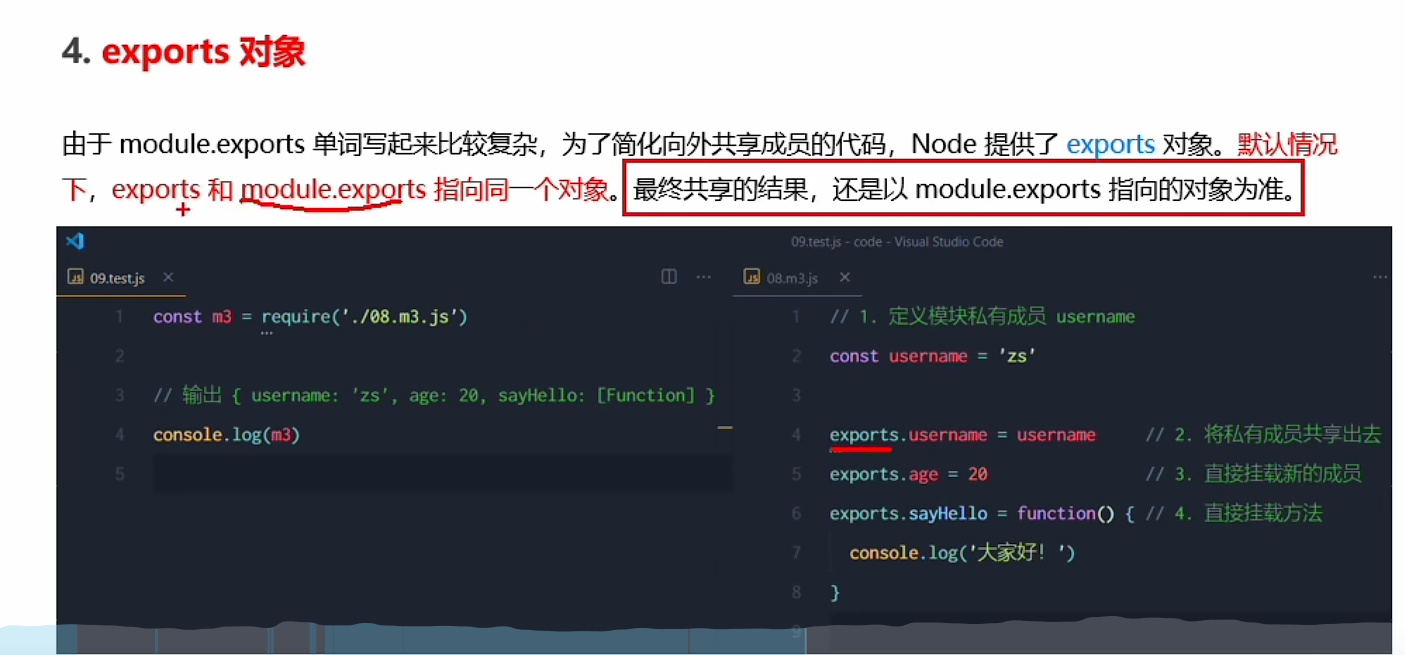 4. exports 对象
由于 module.exports 单词写起来比较复杂，为了简化向外共享成员的代码，Node 提供了 exports 对象。默认情况
下，exports 和 module.exports 指向同一个对象。最终共享的结果，还是以 module.exports 指向的对象为准。
09.test.js - code - Visual Studio Code
09.test.js
1 const m3 = require('./08.m3.js')
2
3 // 输出 { username: 'zs', age: 20, sayHello: [Function] }
4 console.log(m3)
5
08.m3.js
1 // 1. 定义模块私有成员 username
2 const username = 'zs'
3
4 exports.username = username // 2. 将私有成员共享出去
5 exports.age = 20 // 3. 直接挂载新的成员
6 exports.sayHello = function() { // 4. 直接挂载方法
7 console.log('大家好！')
8 }
9